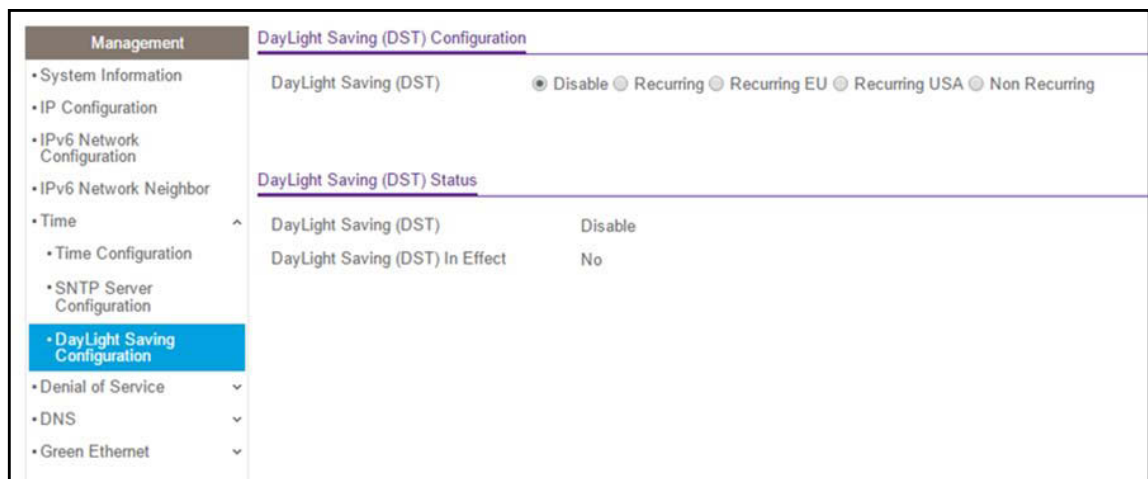 Management
• System Information
• IP Configuration
• IPv6 Network
Configuration
• IPv6 Network Neighbor
• Time
• Time Configuration
• SNTP Server
Configuration
• DayLight Saving
Configuration
• Denial of Service
• DNS
• Green Ethernet
DayLight Saving (DST) Configuration
DayLight Saving (DST) Disable Recurring Recurring EU Recurring USA Non Recurring
DayLight Saving (DST) Status
DayLight Saving (DST) Disable
DayLight Saving (DST) In Effect No